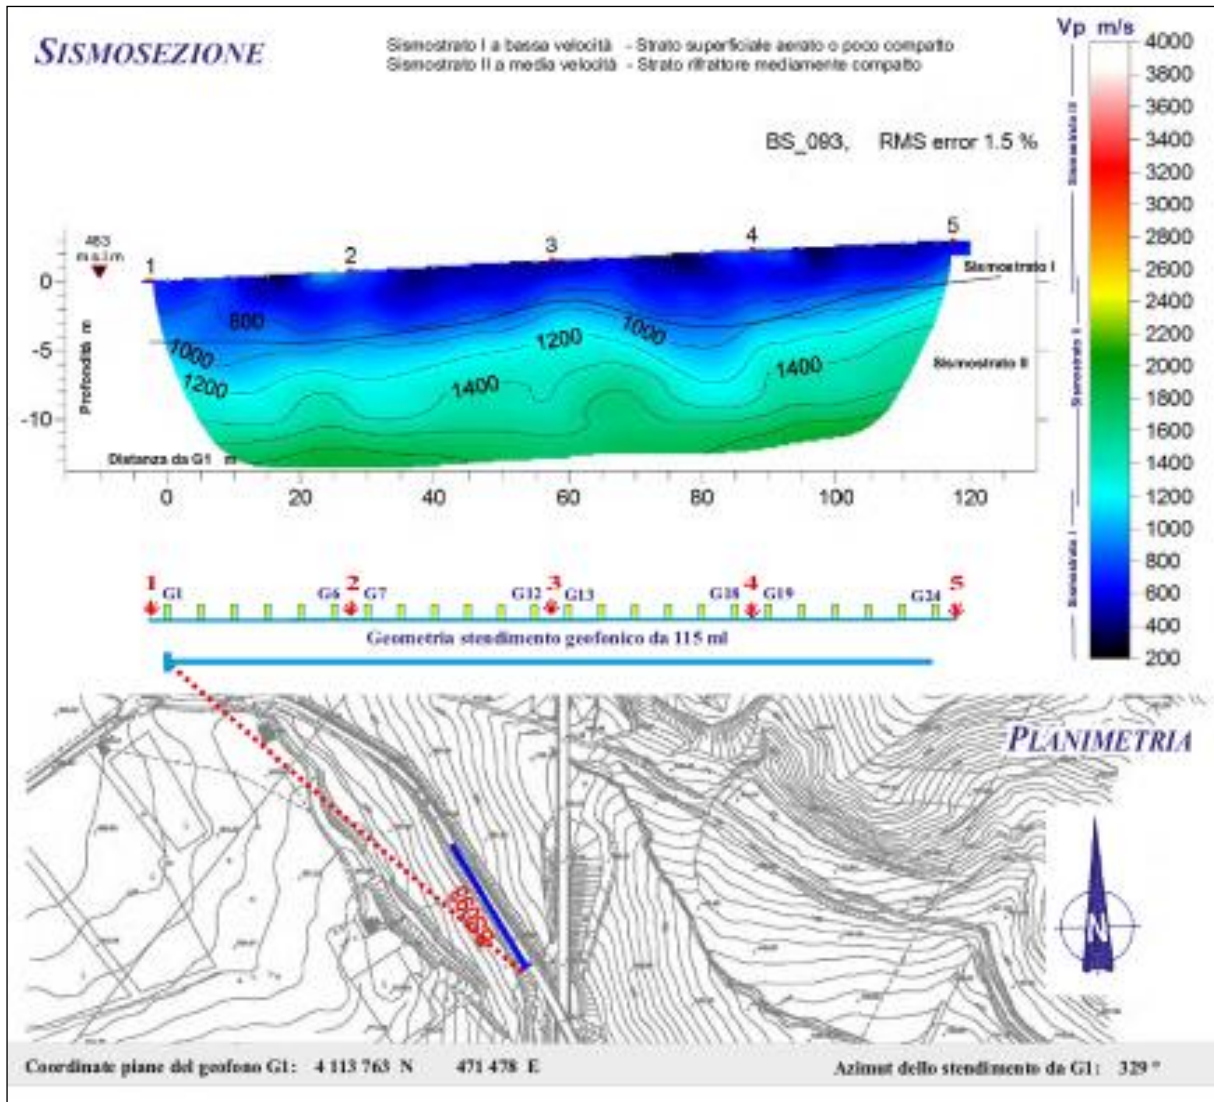 SISMOSEZIONE
Sismostrato I a bassa velocità - Strato superficiale aerato o poco compatto
Sismostrato II a media velocità - Strato rifrattore mediamente compatto
BS_093, RMS error 1.5 %
Vp m/s
4000
3800
3600
3400
3200
3000
2800
2600
2400
2200
2000
1800
1600
1400
1200
1000
800
600
400
200
Sismostrato III
Sismostrato II
Sismostrato I
463
m s.l.m
1
2
3
4
5
0
-5
-10
Profondità m
800
1000
1200
1400
1200
1000
1400
Sismostrato I
Sismostrato II
Distanza da G1 m
0
20
40
60
80
100
120
1
2
3
4
5
G1
G6
G7
G12
G13
G18
G19
G24
Geometria stendimento geofonico da 115 ml
PLANIMETRIA
N
Coordinate piane del geofono G1: 4 113 763 N 471 478 E
Azimut dello stendimento da G1: 329 °